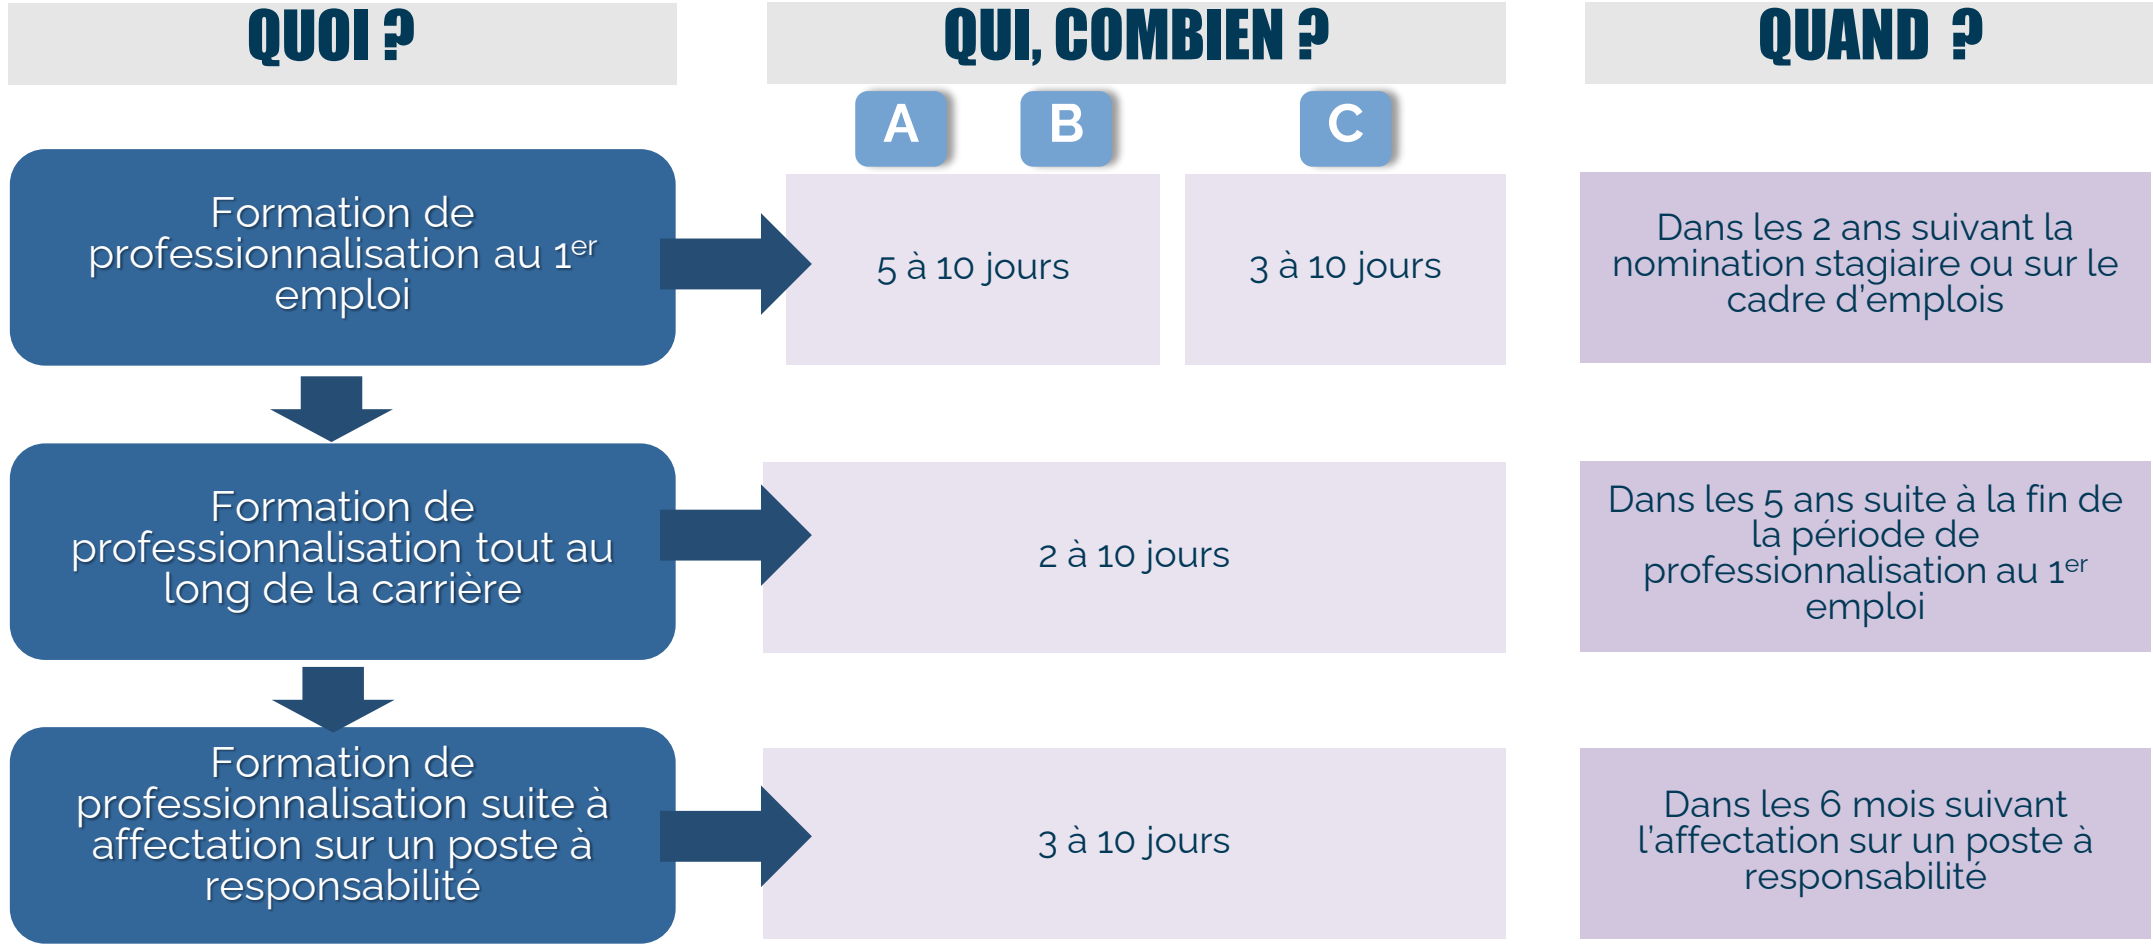 QUOI ?
QUI, COMBIEN ?
QUAND ?
A
B
C
Formation de
professionnalisation au 1er
emploi
5 à 10 jours
3 à 10 jours
Dans les 2 ans suivant la
nomination stagiaire ou sur le
cadre d’emplois
Formation de
professionnalisation tout au
long de la carrière
2 à 10 jours
Dans les 5 ans suite à la fin de
la période de
professionnalisation au 1er
emploi
Formation de
professionnalisation suite à
affectation sur un poste à
responsabilité
3 à 10 jours
Dans les 6 mois suivant
l’affectation sur un poste à
responsabilité